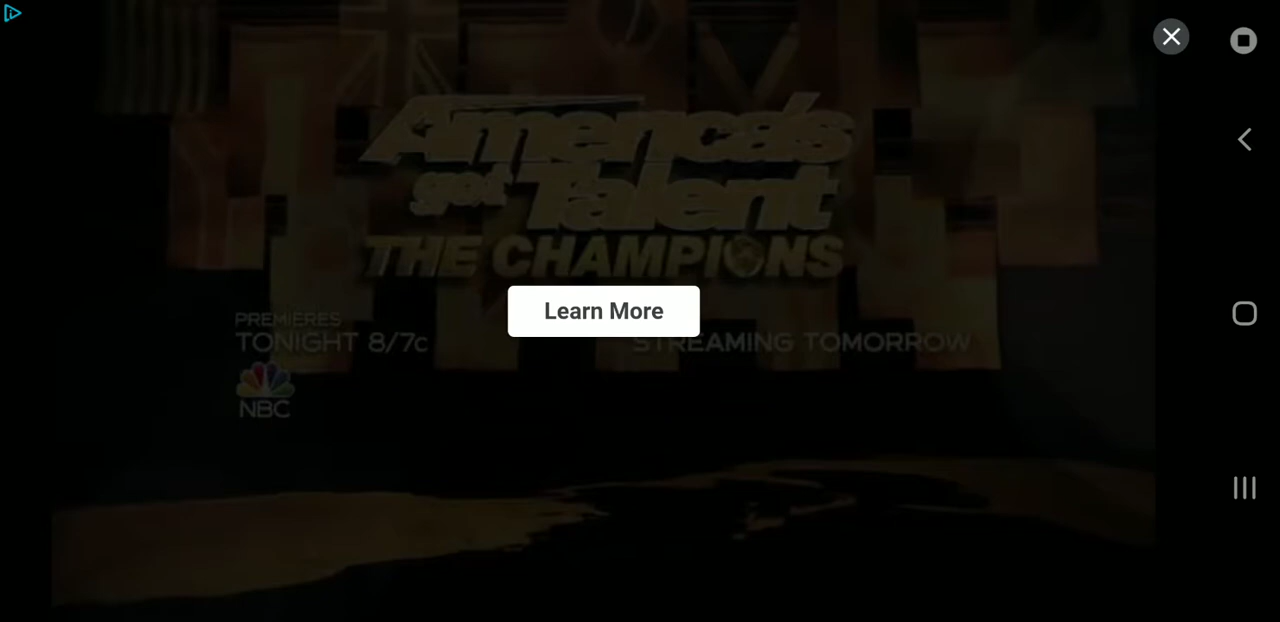 America's
got Talent
THE CHAMPIONS
Learn More
PREMIERES
TONIGHT 8/7c
STREAMING TOMORROW
NBC